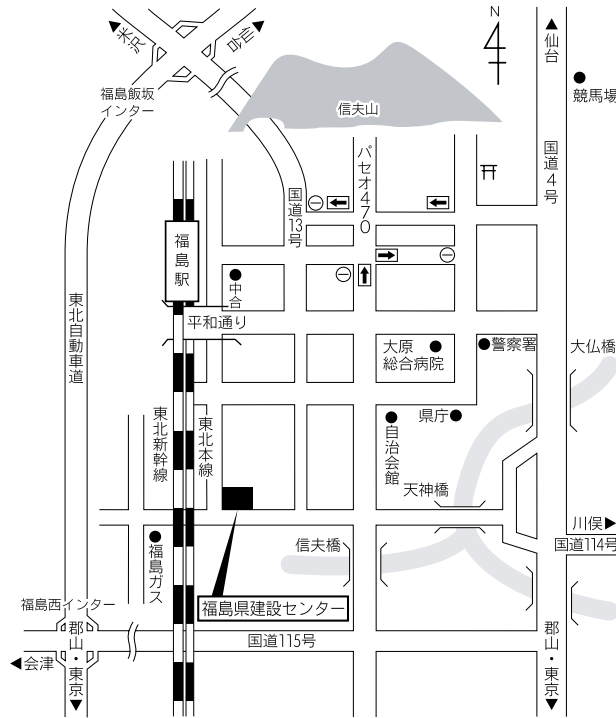 N
米沢
仙台
仙台
競馬場
福島飯坂
インター
信夫山
パセオ470
国道4号
国道13号
福島駅
中合
東北自動車道
平和通り
大原
総合病院
警察署
大仏橋
東北新幹線
東北本線
自治会館
県庁
天神橋
川俣
国道114号
福島ガス
信夫橋
福島西インター
福島県建設センター
国道115号
会津
郡山・東京
郡山・東京